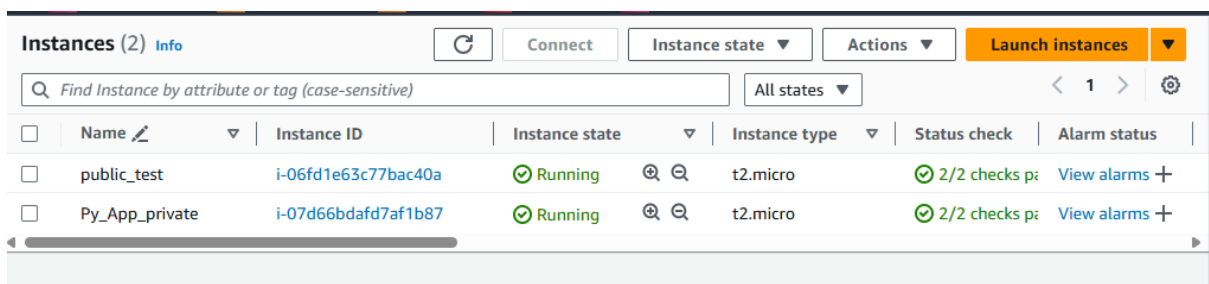 Instances (2) Info Connect Instance state Actions Launch instances
Find Instance by attribute or tag (case-sensitive) All states 1
Name Instance ID Instance state Instance type Status check Alarm status
public_test i-06fd1e63c77bac40a Running t2.micro 2/2 checks pa View alarms
Py_App_private i-07d66bdafd7af1b87 Running t2.micro 2/2 checks pa View alarms